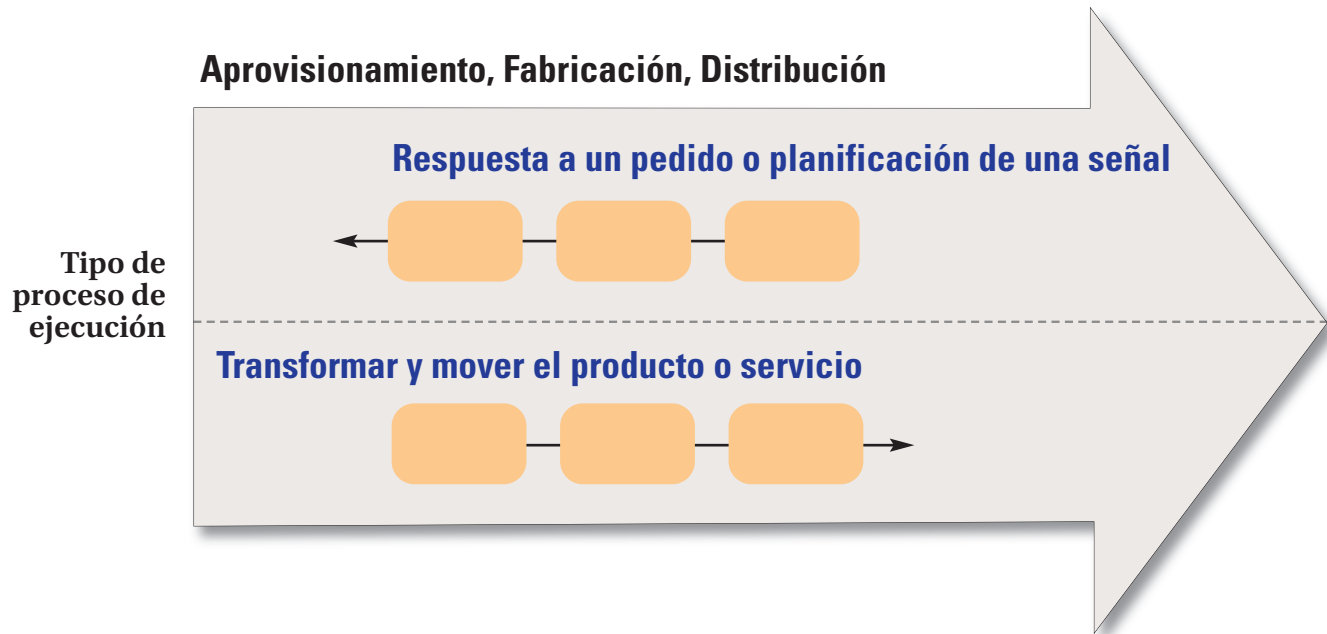 Aprovisionamiento, Fabricación, Distribución
Respuesta a un pedido o planificación de una señal
Tipo de
proceso de
ejecución
Transformar y mover el producto o servicio